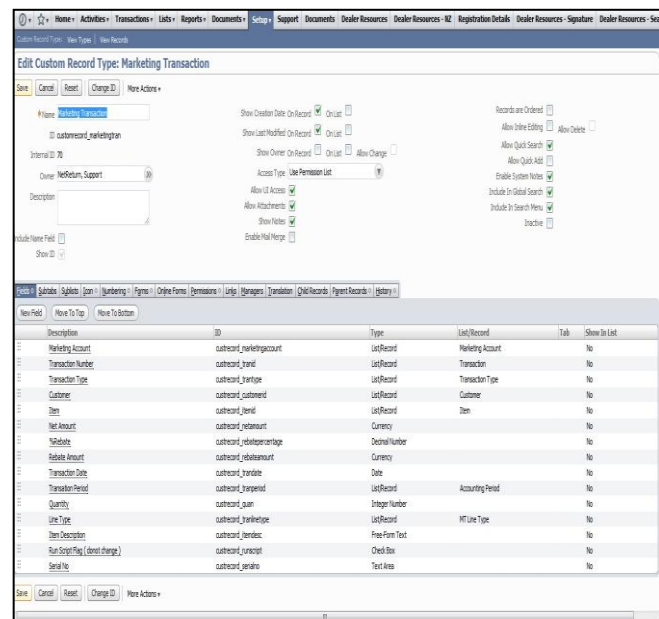 Home Activities Transactions Lists Reports Documents Setup Support Documents Dealer Resources Dealer Resources - NZ Registration Details Dealer Resources - Signature Dealer Resources - Sea
Custom Record Types View Types View Records
Edit Custom Record Type: Marketing Transaction
Save Cancel Reset Change ID More Actions
Name Marketing Transaction
ID customrecord_marketingtran
Internal ID 70
Owner NetReturn, Support
Description
nclude Name Field
Show ID
Show Creation Date On Record On List
Show Last Modified On Record On List
Show Owner On Record On List Allow Change
Access Type Use Permission List
Allow UI Access
Allow Attachments
Show Notes
Enable Mail Merge
Records are Ordered
Allow Inline Editing Allow Delete
Allow Quick Search
Allow Quick Add
Enable System Notes
Include In Global Search
Include In Search Menu
Inactive
Fields Subtabs Sublists Icon Numbering Forms Online Forms Permissions Links Managers Translation Child Records Parent Records History
New Field Move To Top Move To Bottom
Description ID Type List/Record Tab Show In List
Marketing Account custrecord_marketingaccount List/Record Marketing Account No
Transaction Number custrecord_tranid List/Record Transaction No
Transaction Type custrecord_trantype List/Record Transaction Type No
Customer custrecord_customerid List/Record Customer No
Item custrecord_itemid List/Record Item No
Net Amount custrecord_netamount Currency No
%Rebate custrecord_rebatepercentage Decimal Number No
Rebate Amount custrecord_rebateamount Currency No
Transaction Date custrecord_trandate Date No
Transation Period custrecord_tranperiod List/Record Accounting Period No
Quantity custrecord_quan Integer Number No
Line Type custrecord_tranlinetype List/Record MT Line Type No
Item Description custrecord_itemdesc Free-Form Text No
Run Script Flag ( donot change ) custrecord_runscript Check Box No
Serial No custrecord_serialno Text Area No
Save Cancel Reset Change ID More Actions